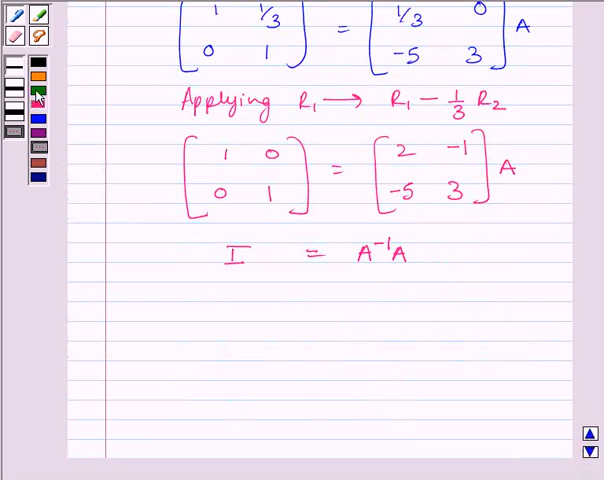 [1 1/3; 0 1] = [1/3 0; -5 3] A
Applying R₁ → R₁ – 1/3 R₂
[1 0; 0 1] = [2 -1; -5 3] A
I = A⁻¹A